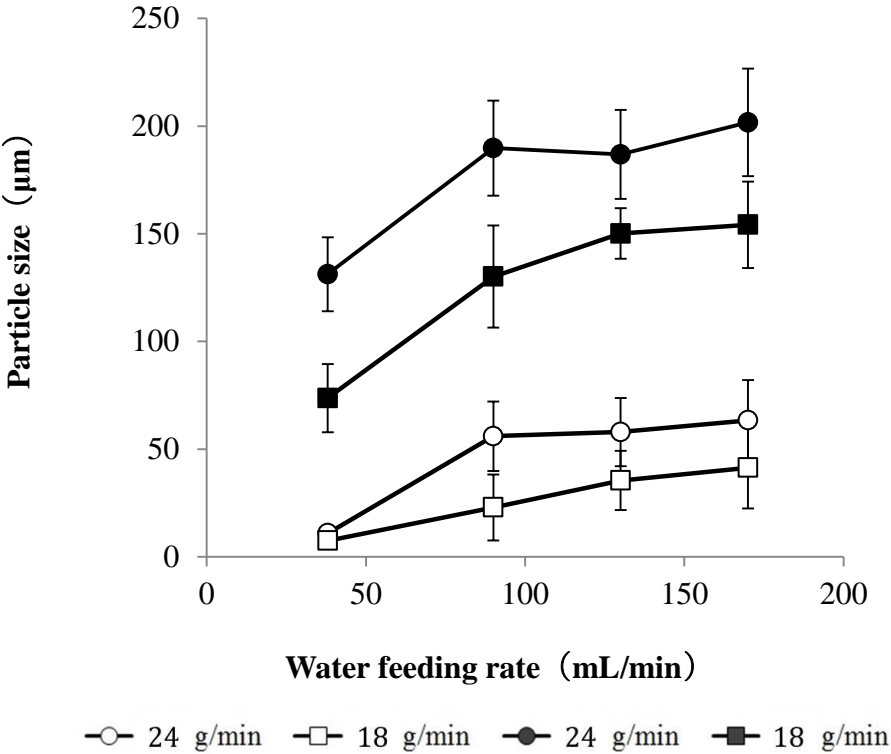 250
200
150
100
50
0
Particle size（μm）
0 50 100 150 200
Water feeding rate（mL/min）
24 g/min 18 g/min 24 g/min 18 g/min